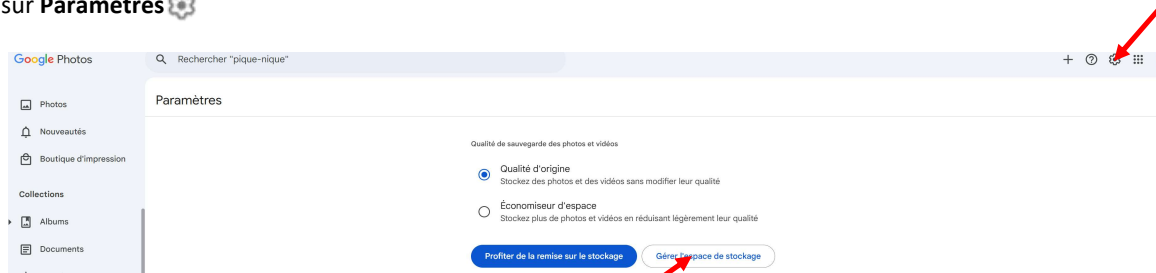 sur Paramètres
Google Photos
Rechercher "pique-nique"
Photos
Paramètres
Nouveautés
Boutique d'impression
Qualité de sauvegarde des photos et vidéos
Qualité d'origine
Stockez des photos et des vidéos sans modifier leur qualité
Collections
Économiseur d'espace
Stockez plus de photos et vidéos en réduisant légèrement leur qualité
Albums
Documents
Profiter de la remise sur le stockage
Gérer l'espace de stockage